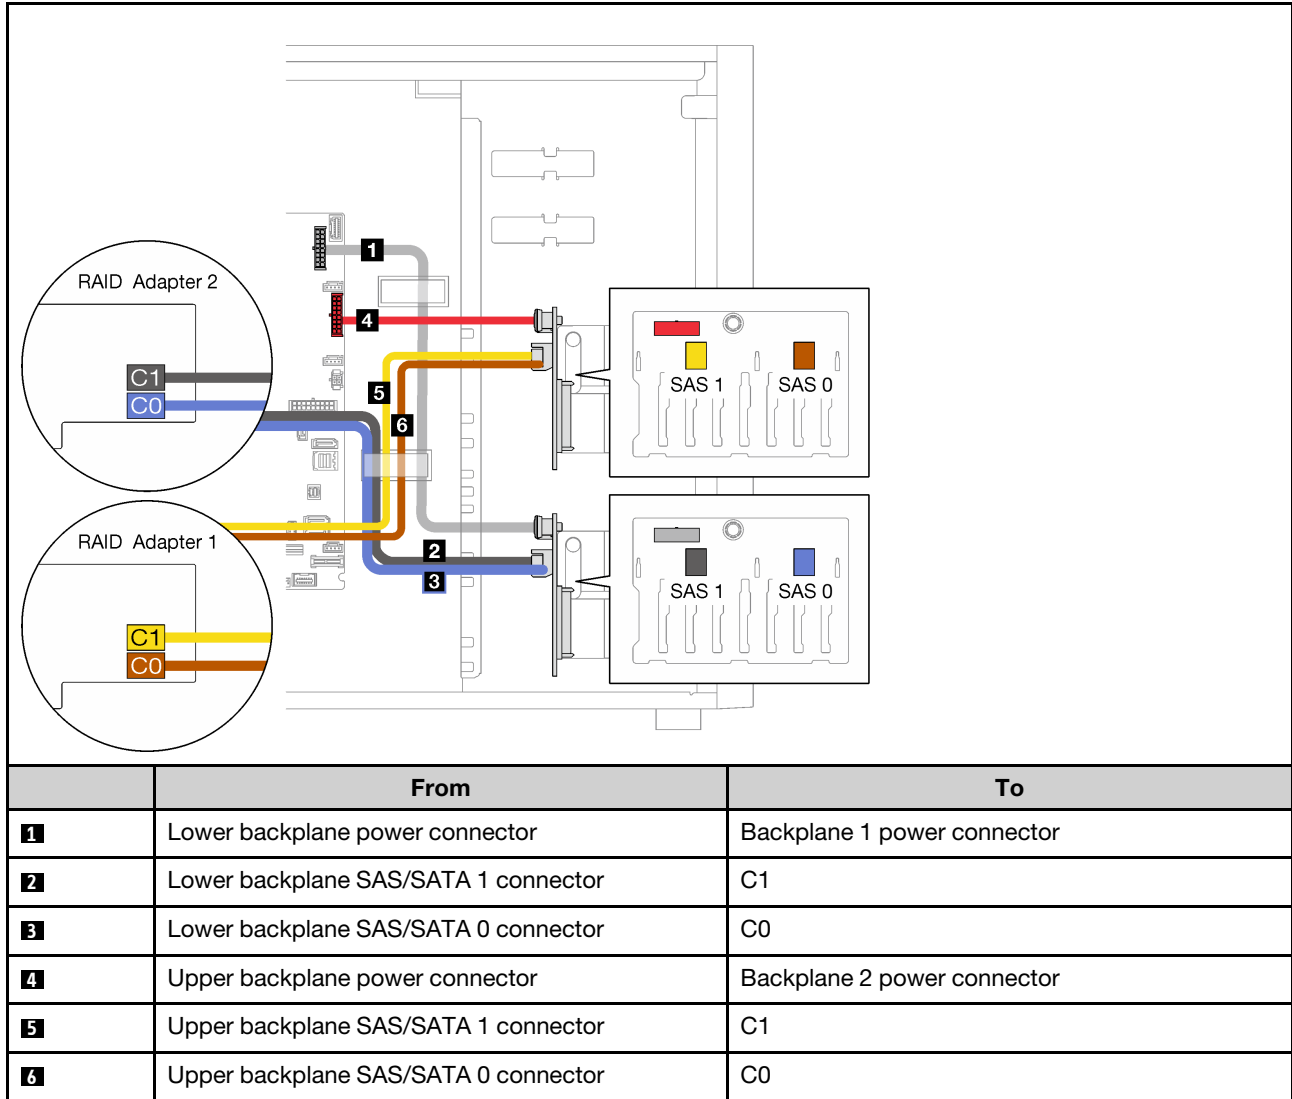 1
RAID Adapter 2
4
C1
C0
5
6
SAS 1 SAS 0
RAID Adapter 1
2
3
SAS 1 SAS 0
C1
C0
From To
1 Lower backplane power connector Backplane 1 power connector
2 Lower backplane SAS/SATA 1 connector C1
3 Lower backplane SAS/SATA 0 connector C0
4 Upper backplane power connector Backplane 2 power connector
5 Upper backplane SAS/SATA 1 connector C1
6 Upper backplane SAS/SATA 0 connector C0